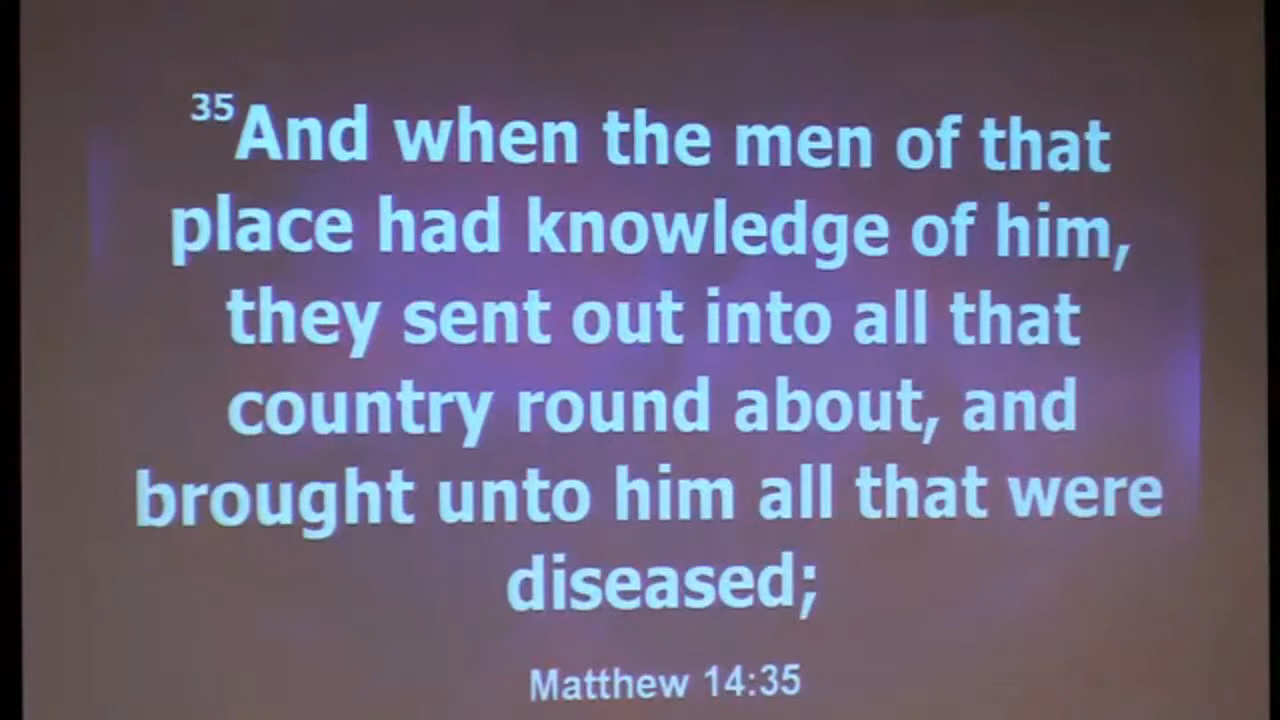 35And when the men of that
place had knowledge of him,
they sent out into all that
country round about, and
brought unto him all that were
diseased;
Matthew 14:35